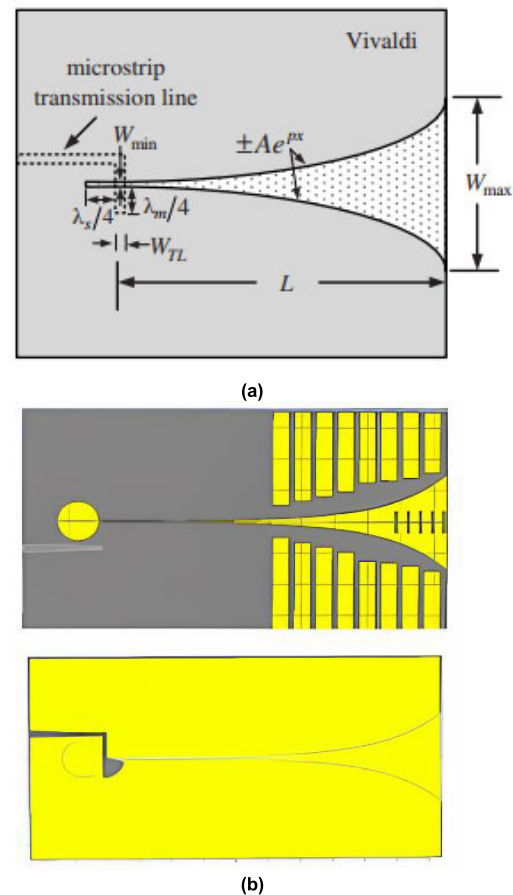 Vivaldi
microstrip
transmission line
W_min
±Ae^px
W_max
λ_s/4
λ_m/4
W_TL
L
(a)
(b)